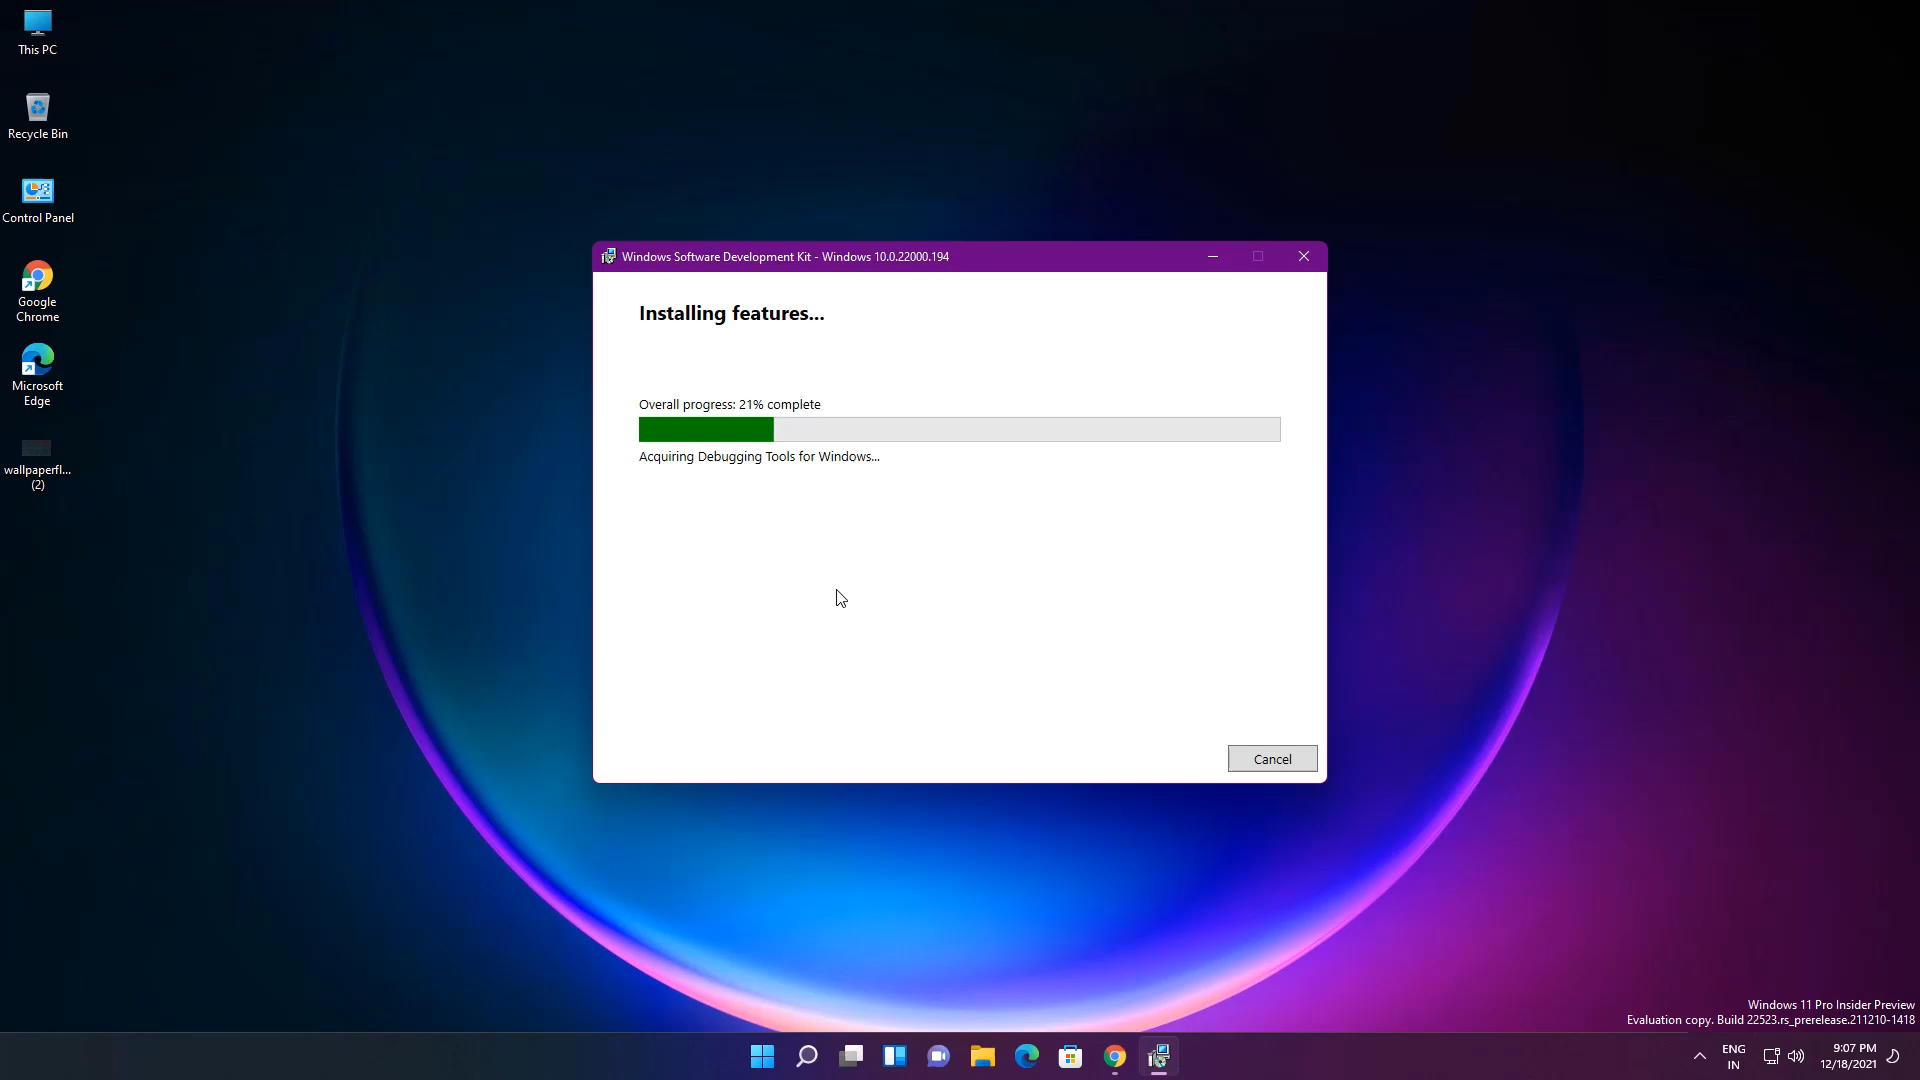 This PC
Recycle Bin
Control Panel
Google
Chrome
Microsoft
Edge
wallpaperfl...
(2)
Windows Software Development Kit - Windows 10.0.22000.194
Installing features...
Overall progress: 21% complete
Acquiring Debugging Tools for Windows...
Cancel
Windows 11 Pro Insider Preview
Evaluation copy. Build 22523.rs_prerelease.211210-1418
ENG
IN
9:07 PM
12/18/2021